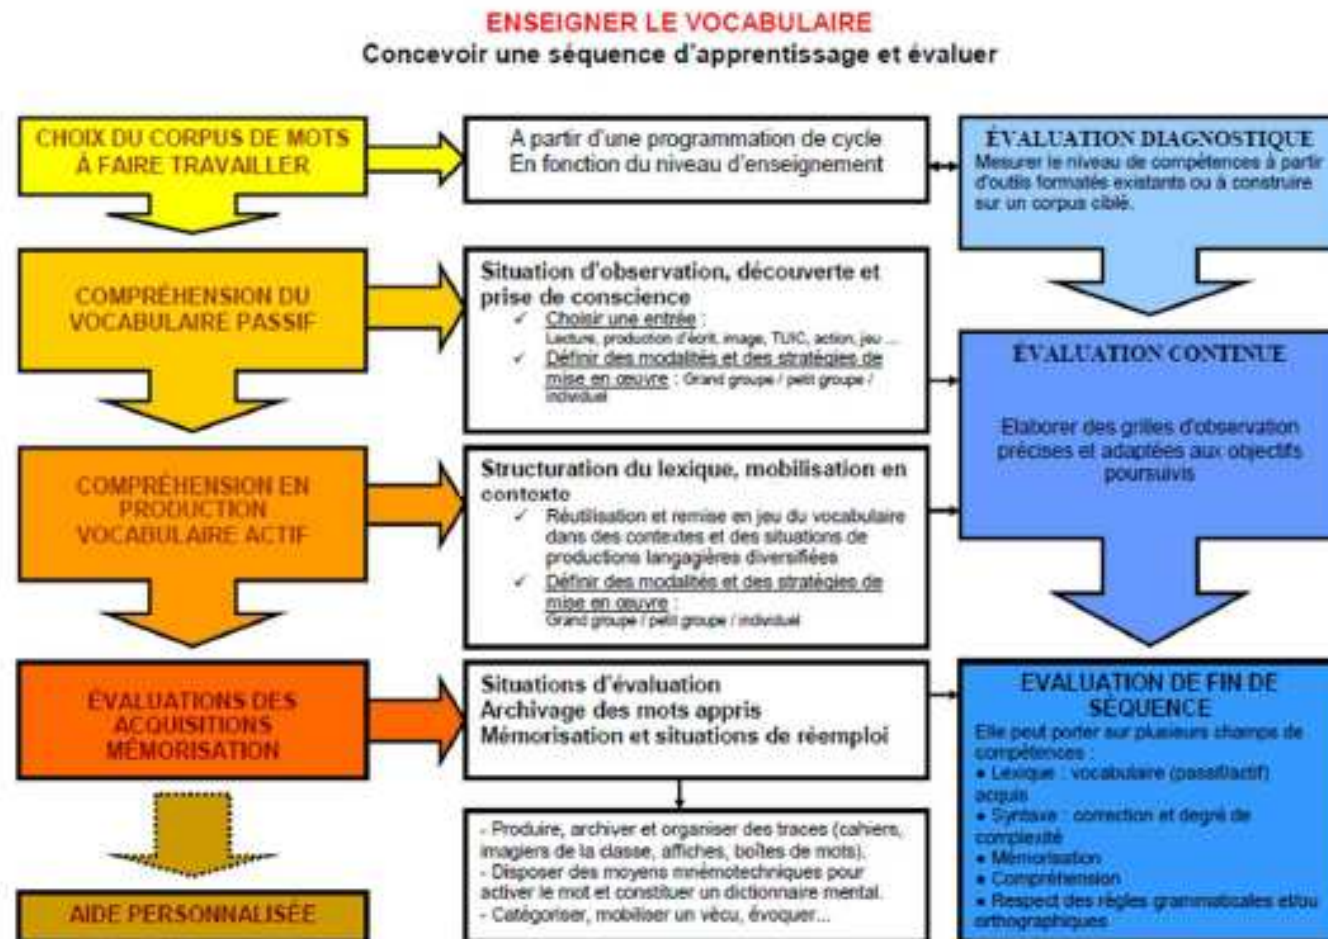 ENSEIGNER LE VOCABULAIRE
Concevoir une séquence d'apprentissage et évaluer
CHOIX DU CORPUS DE MOTS
À FAIRE TRAVAILLER
A partir d'une programmation de cycle
En fonction du niveau d'enseignement
ÉVALUATION DIAGNOSTIQUE
Mesurer le niveau de compétences à partir
d'outils formatés existants ou à construire
sur un corpus ciblé.
COMPRÉHENSION DU
VOCABULAIRE PASSIF
Situation d'observation, découverte et
prise de conscience
✓ Choisir une entrée :
Lecture, production d'écrit, image, TUIC, action, jeu ...
✓ Définir des modalités et des stratégies de
mise en œuvre : Grand groupe / petit groupe /
individuel
ÉVALUATION CONTINUE
Elaborer des grilles d'observation
précises et adaptées aux objectifs
poursuivis
COMPRÉHENSION EN
PRODUCTION
VOCABULAIRE ACTIF
Structuration du lexique, mobilisation en
contexte
✓ Réutilisation et remise en jeu du vocabulaire
dans des contextes et des situations de
productions langagières diversifiées
✓ Définir des modalités et des stratégies de
mise en œuvre :
Grand groupe / petit groupe / individuel
ÉVALUATIONS DES
ACQUISITIONS
MÉMORISATION
Situations d'évaluation
Archivage des mots appris
Mémorisation et situations de réemploi
EVALUATION DE FIN DE
SÉQUENCE
Elle peut porter sur plusieurs champs de
compétences :
● Lexique : vocabulaire (passif/actif)
acquis
● Syntaxe : correction et degré de
complexité
● Mémorisation
● Compréhension
● Respect des règles grammaticales et/ou
orthographiques
- Produire, archiver et organiser des traces (cahiers,
imagiers de la classe, affiches, boîtes de mots).
- Disposer des moyens mnémotechniques pour
activer le mot et constituer un dictionnaire mental.
- Catégoriser, mobiliser un vécu, évoquer...
AIDE PERSONNALISÉE